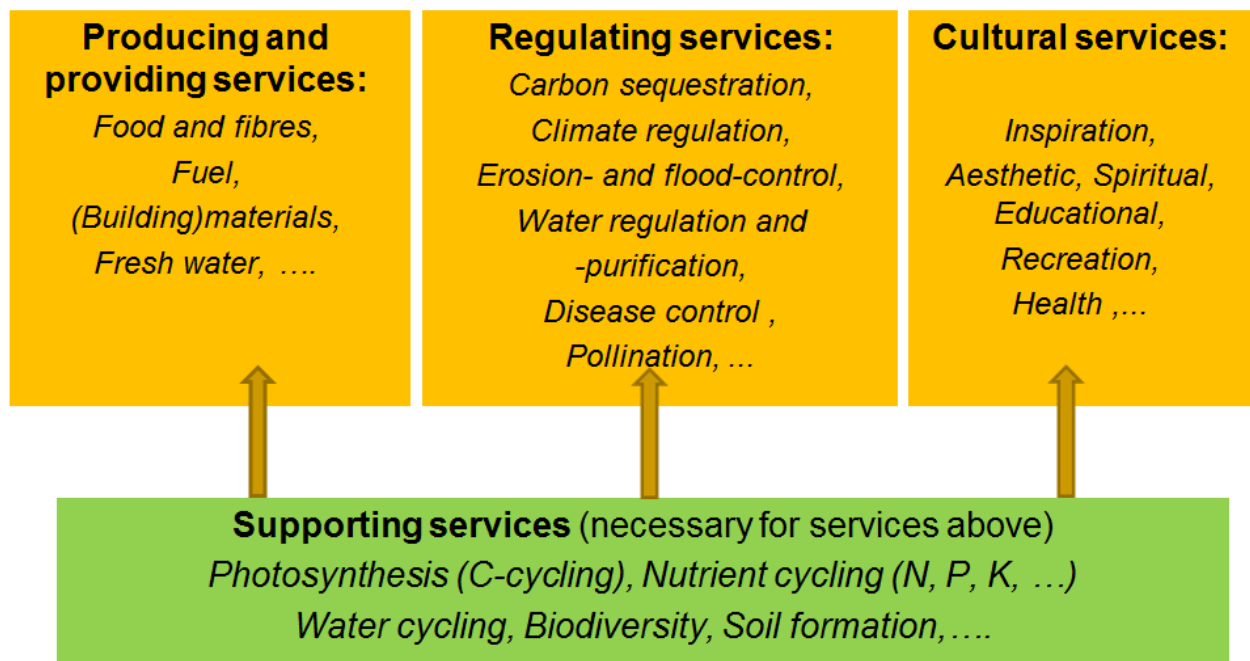 Producing and
providing services:
Food and fibres,
Fuel,
(Building)materials,
Fresh water, ....
Regulating services:
Carbon sequestration,
Climate regulation,
Erosion- and flood-control,
Water regulation and
-purification,
Disease control ,
Pollination, ...
Cultural services:
Inspiration,
Aesthetic, Spiritual,
Educational,
Recreation,
Health ,...
Supporting services (necessary for services above)
Photosynthesis (C-cycling), Nutrient cycling (N, P, K, …)
Water cycling, Biodiversity, Soil formation,….